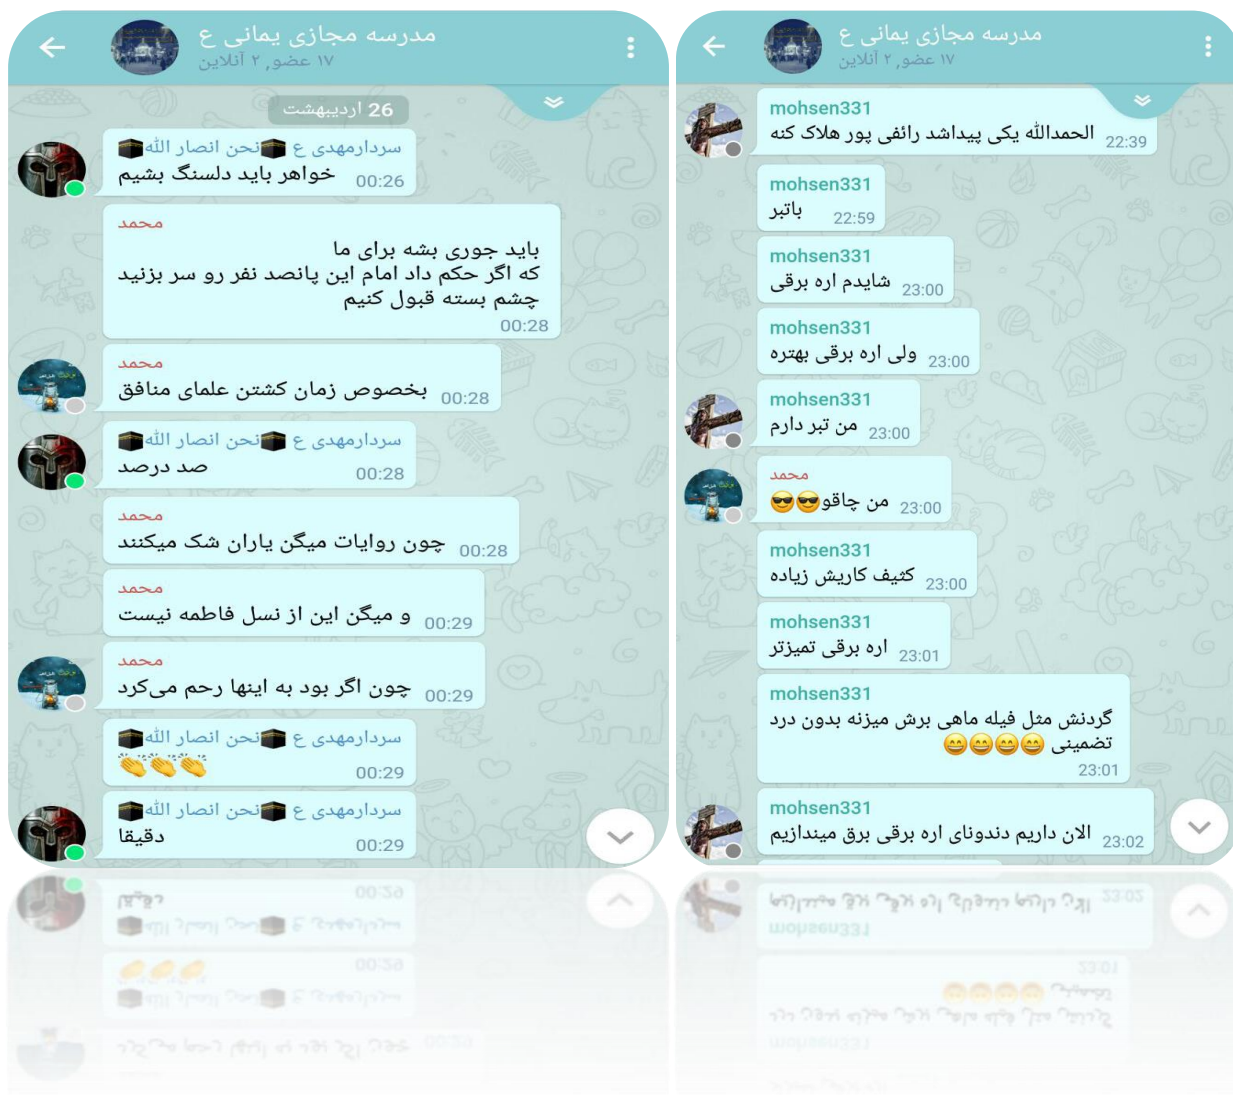 مدرسه مجازی یمانی ع
۱۷ عضو, ۲ آنلاین
26 اردیبهشت
سردارمهدی ع 🕋نحن انصار الله🕋
خواهر باید دلسنگ بشیم
00:26
محمد
باید جوری بشه برای ما
که اگر حکم داد امام این پانصد نفر رو سر بزنید
چشم بسته قبول کنیم
00:28
محمد
بخصوص زمان کشتن علمای منافق
00:28
سردارمهدی ع 🕋نحن انصار الله🕋
صد درصد
00:28
محمد
چون روایات میگن یاران شک میکنند
00:28
محمد
و میگن این از نسل فاطمه نیست
00:29
محمد
چون اگر بود به اینها رحم می‌کرد
00:29
سردارمهدی ع 🕋نحن انصار الله🕋
👏👏👏
00:29
سردارمهدی ع 🕋نحن انصار الله🕋
دقیقا
00:29
مدرسه مجازی یمانی ع
۱۷ عضو, ۲ آنلاین
mohsen331
الحمدالله یکی پیداشد رائفی پور هلاک کنه
22:39
mohsen331
باتبر
22:59
mohsen331
شایدم اره برقی
23:00
mohsen331
ولی اره برقی بهتره
23:00
mohsen331
من تبر دارم
23:00
محمد
من چاقو😎😎
23:00
mohsen331
کثیف کاریش زیاده
23:00
mohsen331
اره برقی تمیزتر
23:01
mohsen331
گردنش مثل فیله ماهی برش میزنه بدون درد
تضمینی 😄😄😄😄
23:01
mohsen331
الان داریم دندونای اره برقی برق میندازیم
23:02